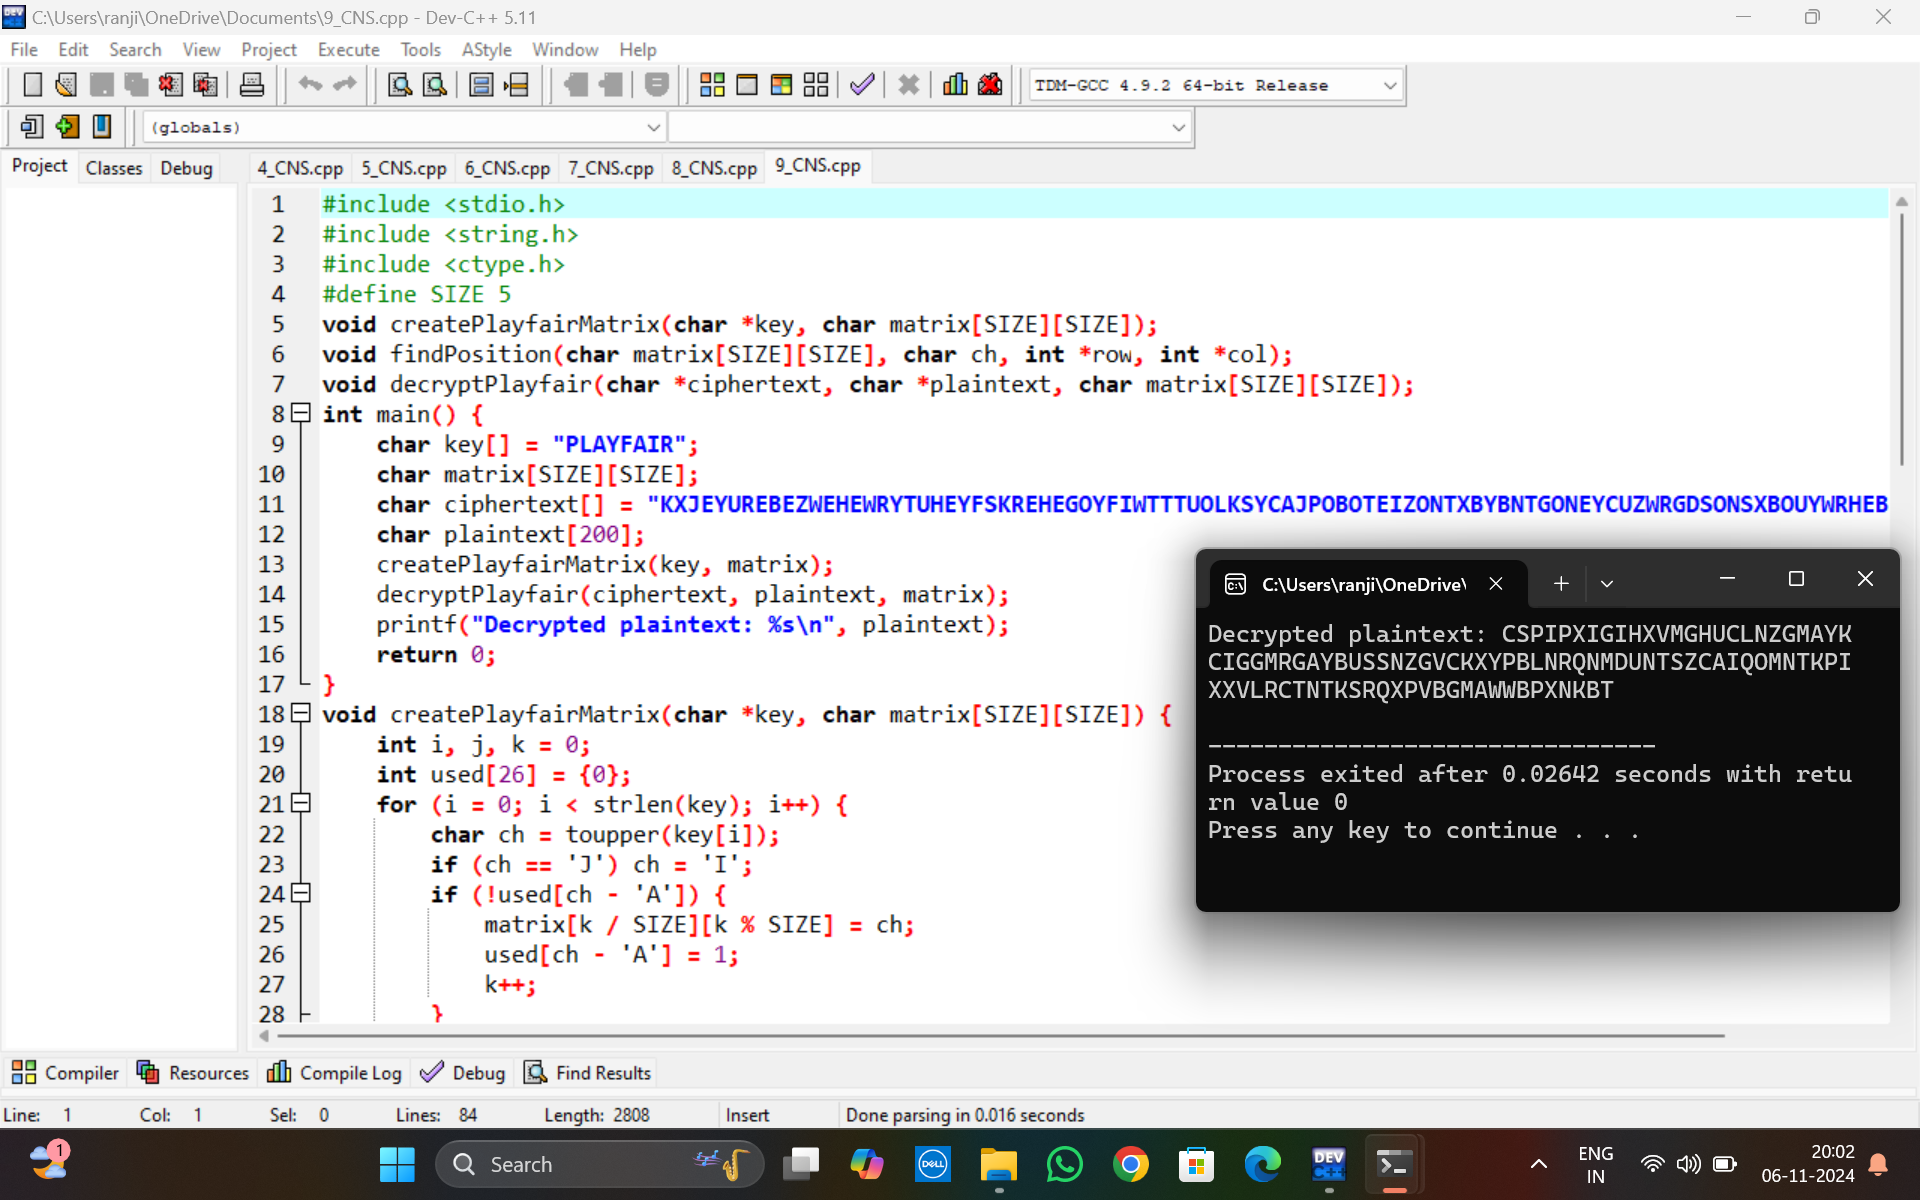 C:\Users\ranji\OneDrive\Documents\9_CNS.cpp - Dev-C++ 5.11
File Edit Search View Project Execute Tools AStyle Window Help
TDM-GCC 4.9.2 64-bit Release
(globals)
Project Classes Debug
4_CNS.cpp 5_CNS.cpp 6_CNS.cpp 7_CNS.cpp 8_CNS.cpp 9_CNS.cpp
1 #include <stdio.h>
2 #include <string.h>
3 #include <ctype.h>
4 #define SIZE 5
5 void createPlayfairMatrix(char *key, char matrix[SIZE][SIZE]);
6 void findPosition(char matrix[SIZE][SIZE], char ch, int *row, int *col);
7 void decryptPlayfair(char *ciphertext, char *plaintext, char matrix[SIZE][SIZE]);
8 int main() {
9 char key[] = "PLAYFAIR";
10 char matrix[SIZE][SIZE];
11 char ciphertext[] = "KXJEYUREBEZWEHEWRYTUHEYFSKREHEGOYFIWTTTUOLKSYCAJPOBOTEIZONTXBYBNTGONEYCUZWRGDSONSXBOUYWRHEB
12 char plaintext[200];
13 createPlayfairMatrix(key, matrix);
14 decryptPlayfair(ciphertext, plaintext, matrix);
15 printf("Decrypted plaintext: %s\n", plaintext);
16 return 0;
17 }
18 void createPlayfairMatrix(char *key, char matrix[SIZE][SIZE]) {
19 int i, j, k = 0;
20 int used[26] = {0};
21 for (i = 0; i < strlen(key); i++) {
22 char ch = toupper(key[i]);
23 if (ch == 'J') ch = 'I';
24 if (!used[ch - 'A']) {
25 matrix[k / SIZE][k % SIZE] = ch;
26 used[ch - 'A'] = 1;
27 k++;
28 }
C:\Users\ranji\OneDrive\
Decrypted plaintext: CSPIPXIGIHXVMGHUCLNZGMAYK
CIGGMRGAYBUSSNZGVCKXYPBLNRQNMDUNTSZCAIQOMNTKPI
XXVLRCTNTKSRQXPVBGMAWWBPXNKBT
--------------------------------
Process exited after 0.02642 seconds with retu
rn value 0
Press any key to continue . . .
Compiler Resources Compile Log Debug Find Results
Line: 1 Col: 1 Sel: 0 Lines: 84 Length: 2808 Insert Done parsing in 0.016 seconds
1
Search
DELL
DEV C++
ENG
IN
20:02
06-11-2024